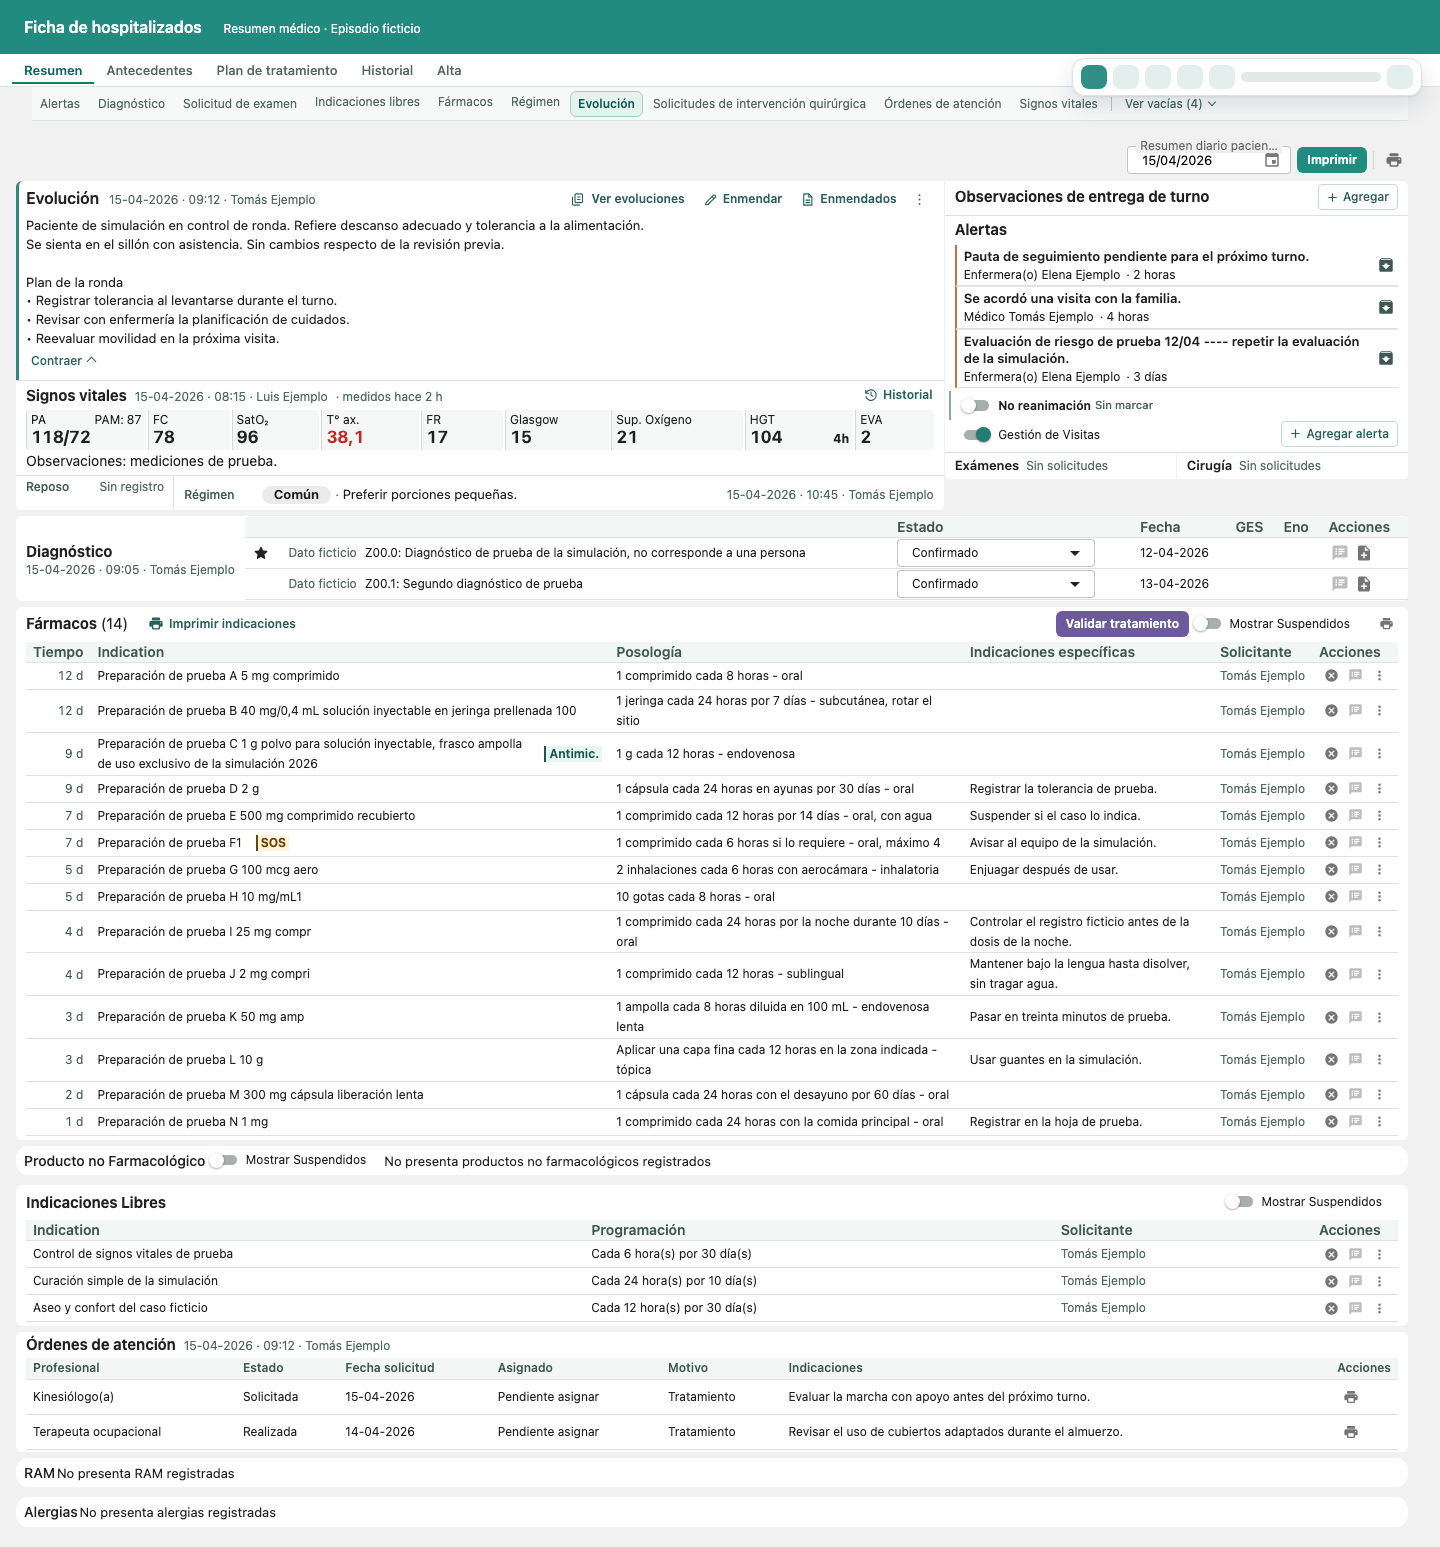 Ficha de hospitalizados
Resumen médico · Episodio ficticio
Resumen
Antecedentes
Plan de tratamiento
Historial
Alta
Alertas
Diagnóstico
Solicitud de examen
Indicaciones libres
Fármacos
Régimen
Evolución
Solicitudes de intervención quirúrgica
Órdenes de atención
Signos vitales
Ver vacías (4)
Resumen diario pacien...
15/04/2026
Imprimir
Evolución 15-04-2026 · 09:12 · Tomás Ejemplo
Ver evoluciones
Enmendar
Enmendados
Paciente de simulación en control de ronda. Refiere descanso adecuado y tolerancia a la alimentación.
Se sienta en el sillón con asistencia. Sin cambios respecto de la revisión previa.
Plan de la ronda
• Registrar tolerancia al levantarse durante el turno.
• Revisar con enfermería la planificación de cuidados.
• Reevaluar movilidad en la próxima visita.
Contraer
Signos vitales 15-04-2026 · 08:15 · Luis Ejemplo · medidos hace 2 h
Historial
PA PAM: 87
118/72
FC
78
SatO₂
96
T° ax.
38,1
FR
17
Glasgow
15
Sup. Oxígeno
21
HGT
104 4h
EVA
2
Observaciones: mediciones de prueba.
Reposo Sin registro
Régimen Común · Preferir porciones pequeñas. 15-04-2026 · 10:45 · Tomás Ejemplo
Observaciones de entrega de turno
Agregar
Alertas
Pauta de seguimiento pendiente para el próximo turno.
Enfermera(o) Elena Ejemplo · 2 horas
Se acordó una visita con la familia.
Médico Tomás Ejemplo · 4 horas
Evaluación de riesgo de prueba 12/04 ---- repetir la evaluación
de la simulación.
Enfermera(o) Elena Ejemplo · 3 días
No reanimación Sin marcar
Gestión de Visitas
Agregar alerta
Exámenes Sin solicitudes
Cirugía Sin solicitudes
Diagnóstico
15-04-2026 · 09:05 · Tomás Ejemplo
Estado Fecha GES Eno Acciones
Dato ficticio Z00.0: Diagnóstico de prueba de la simulación, no corresponde a una persona Confirmado 12-04-2026
Dato ficticio Z00.1: Segundo diagnóstico de prueba Confirmado 13-04-2026
Fármacos (14)
Imprimir indicaciones
Validar tratamiento
Mostrar Suspendidos
Tiempo Indication Posología Indicaciones específicas Solicitante Acciones
12 d Preparación de prueba A 5 mg comprimido 1 comprimido cada 8 horas - oral Tomás Ejemplo
12 d Preparación de prueba B 40 mg/0,4 mL solución inyectable en jeringa prellenada 100 1 jeringa cada 24 horas por 7 días - subcutánea, rotar el
sitio Tomás Ejemplo
9 d Preparación de prueba C 1 g polvo para solución inyectable, frasco ampolla
de uso exclusivo de la simulación 2026 Antimic. 1 g cada 12 horas - endovenosa Tomás Ejemplo
9 d Preparación de prueba D 2 g 1 cápsula cada 24 horas en ayunas por 30 días - oral Registrar la tolerancia de prueba. Tomás Ejemplo
7 d Preparación de prueba E 500 mg comprimido recubierto 1 comprimido cada 12 horas por 14 días - oral, con agua Suspender si el caso lo indica. Tomás Ejemplo
7 d Preparación de prueba F1 SOS 1 comprimido cada 6 horas si lo requiere - oral, máximo 4 Avisar al equipo de la simulación. Tomás Ejemplo
5 d Preparación de prueba G 100 mcg aero 2 inhalaciones cada 6 horas con aerocámara - inhalatoria Enjuagar después de usar. Tomás Ejemplo
5 d Preparación de prueba H 10 mg/mL1 10 gotas cada 8 horas - oral Tomás Ejemplo
4 d Preparación de prueba I 25 mg compr 1 comprimido cada 24 horas por la noche durante 10 días -
oral Controlar el registro ficticio antes de la
dosis de la noche. Tomás Ejemplo
4 d Preparación de prueba J 2 mg compri 1 comprimido cada 12 horas - sublingual Mantener bajo la lengua hasta disolver,
sin tragar agua. Tomás Ejemplo
3 d Preparación de prueba K 50 mg amp 1 ampolla cada 8 horas diluida en 100 mL - endovenosa
lenta Pasar en treinta minutos de prueba. Tomás Ejemplo
3 d Preparación de prueba L 10 g Aplicar una capa fina cada 12 horas en la zona indicada -
tópica Usar guantes en la simulación. Tomás Ejemplo
2 d Preparación de prueba M 300 mg cápsula liberación lenta 1 cápsula cada 24 horas con el desayuno por 60 días - oral Tomás Ejemplo
1 d Preparación de prueba N 1 mg 1 comprimido cada 24 horas con la comida principal - oral Registrar en la hoja de prueba. Tomás Ejemplo
Producto no Farmacológico Mostrar Suspendidos No presenta productos no farmacológicos registrados
Indicaciones Libres
Mostrar Suspendidos
Indication Programación Solicitante Acciones
Control de signos vitales de prueba Cada 6 hora(s) por 30 día(s) Tomás Ejemplo
Curación simple de la simulación Cada 24 hora(s) por 10 día(s) Tomás Ejemplo
Aseo y confort del caso ficticio Cada 12 hora(s) por 30 día(s) Tomás Ejemplo
Órdenes de atención 15-04-2026 · 09:12 · Tomás Ejemplo
Profesional Estado Fecha solicitud Asignado Motivo Indicaciones Acciones
Kinesiólogo(a) Solicitada 15-04-2026 Pendiente asignar Tratamiento Evaluar la marcha con apoyo antes del próximo turno.
Terapeuta ocupacional Realizada 14-04-2026 Pendiente asignar Tratamiento Revisar el uso de cubiertos adaptados durante el almuerzo.
RAM No presenta RAM registradas
Alergias No presenta alergias registradas